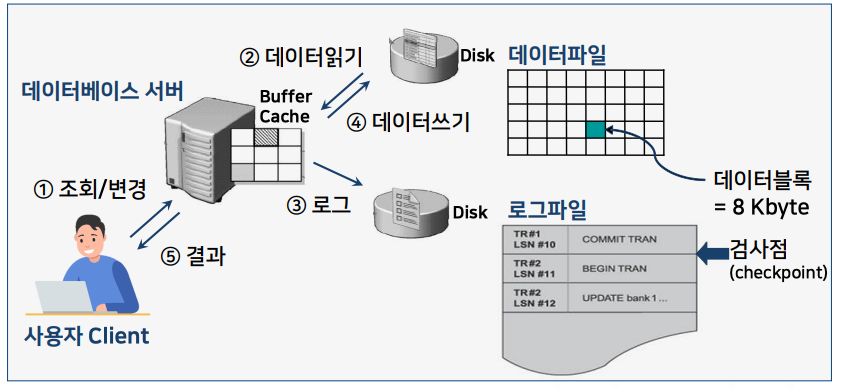 ② 데이터읽기
Disk
데이터파일
데이터베이스 서버
Buffer
Cache
④ 데이터쓰기
① 조회/변경
③ 로그
Disk
데이터블록
= 8 Kbyte
⑤ 결과
사용자 Client
로그파일
TR#1
LSN #10
COMMIT TRAN
TR#2
LSN #11
BEGIN TRAN
TR#2
LSN #12
UPDATE bank1...
검사점
(checkpoint)